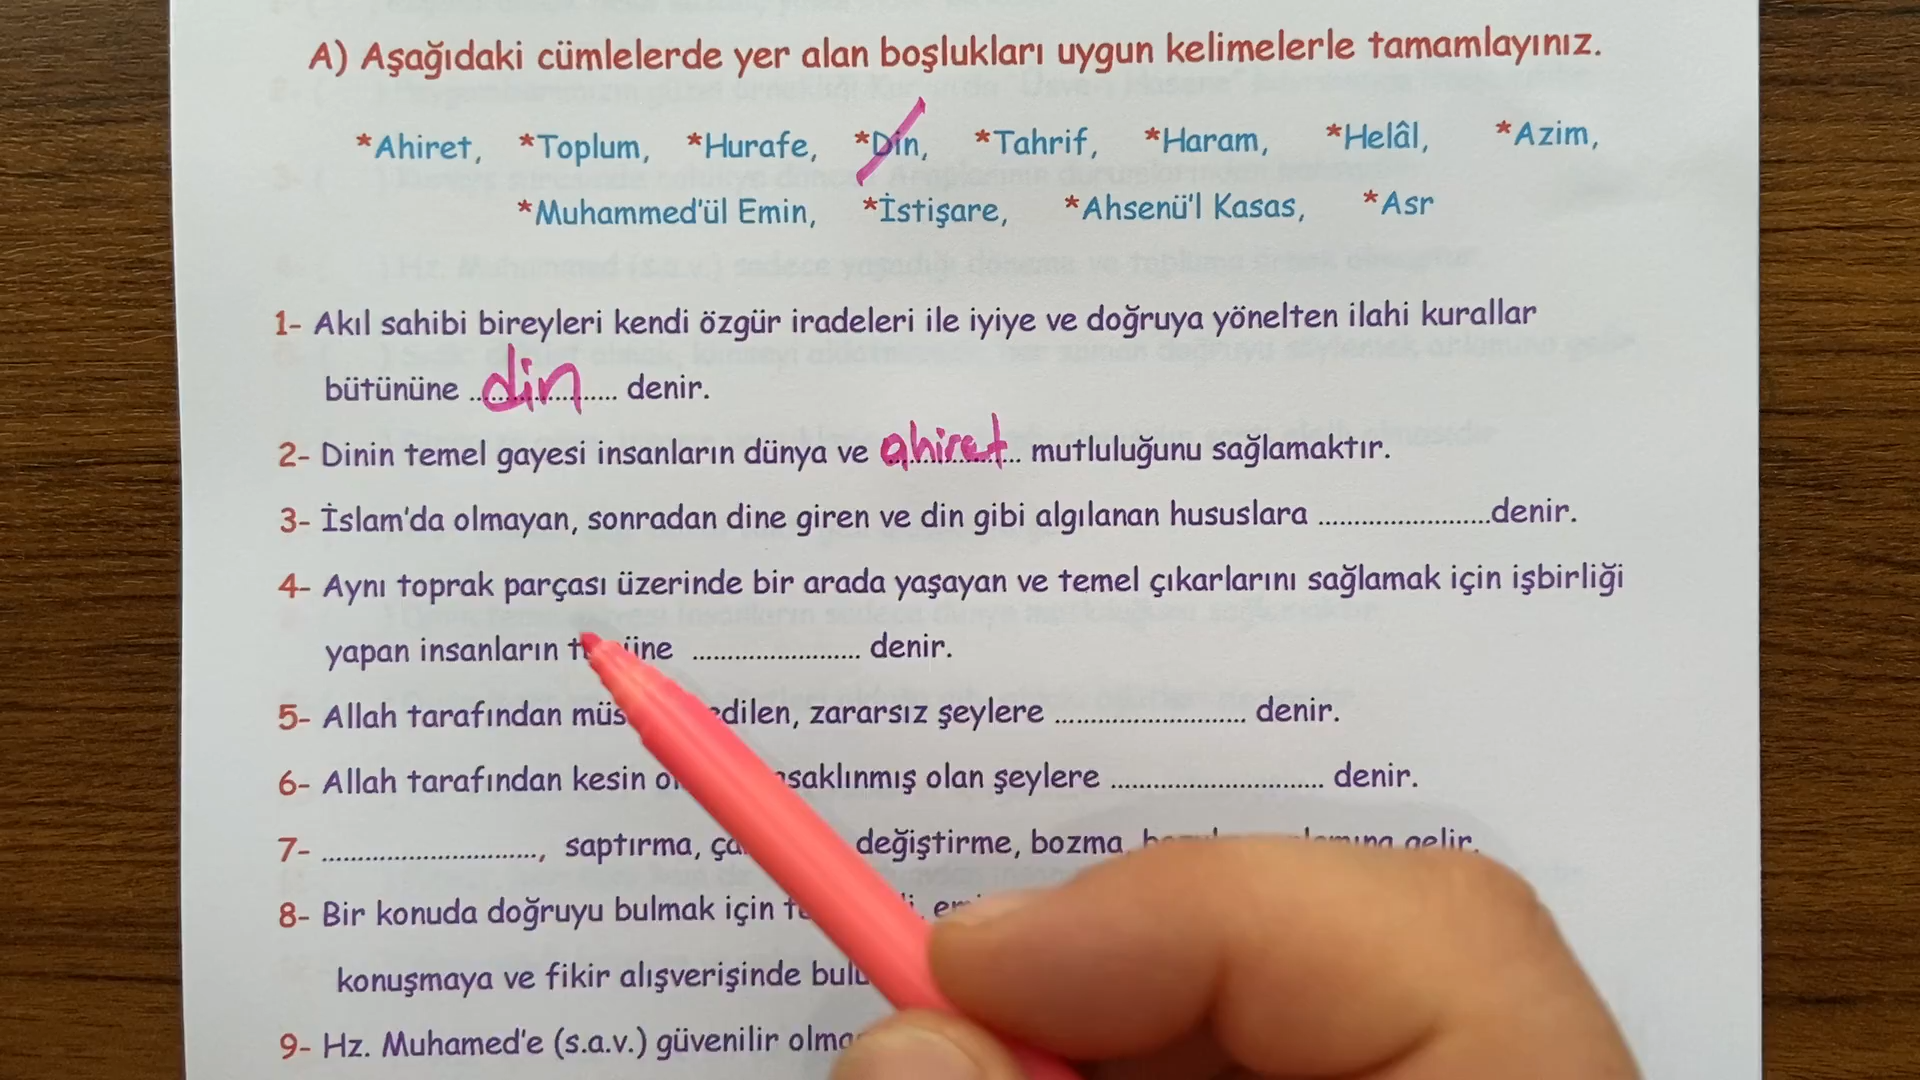 A) Aşağıdaki cümlelerde yer alan boşlukları uygun kelimelerle tamamlayınız.
*Ahiret, *Toplum, *Hurafe, *Din, *Tahrif, *Haram, *Helâl, *Azim,
*Muhammed'ül Emin, *İstişare, *Ahsenü'l Kasas, *Asr
1- Akıl sahibi bireyleri kendi özgür iradeleri ile iyiye ve doğruya yönelten ilahi kurallar
bütününe ..din.. denir.
2- Dinin temel gayesi insanların dünya ve ahiret... mutluluğunu sağlamaktır.
3- İslam'da olmayan, sonradan dine giren ve din gibi algılanan hususlara ........................denir.
4- Aynı toprak parçası üzerinde bir arada yaşayan ve temel çıkarlarını sağlamak için işbirliği
yapan insanların ........................ denir.
5- Allah tarafından zararsız şeylere ........................... denir.
6- Allah tarafından kesin olan şeylere .............................. denir.
7- .............................., saptırma, değiştirme, bozma, gelir.
8- Bir konuda doğruyu bulmak için
konuşmaya ve fikir alışverişinde
9- Hz. Muhamed'e (s.a.v.) güvenilir